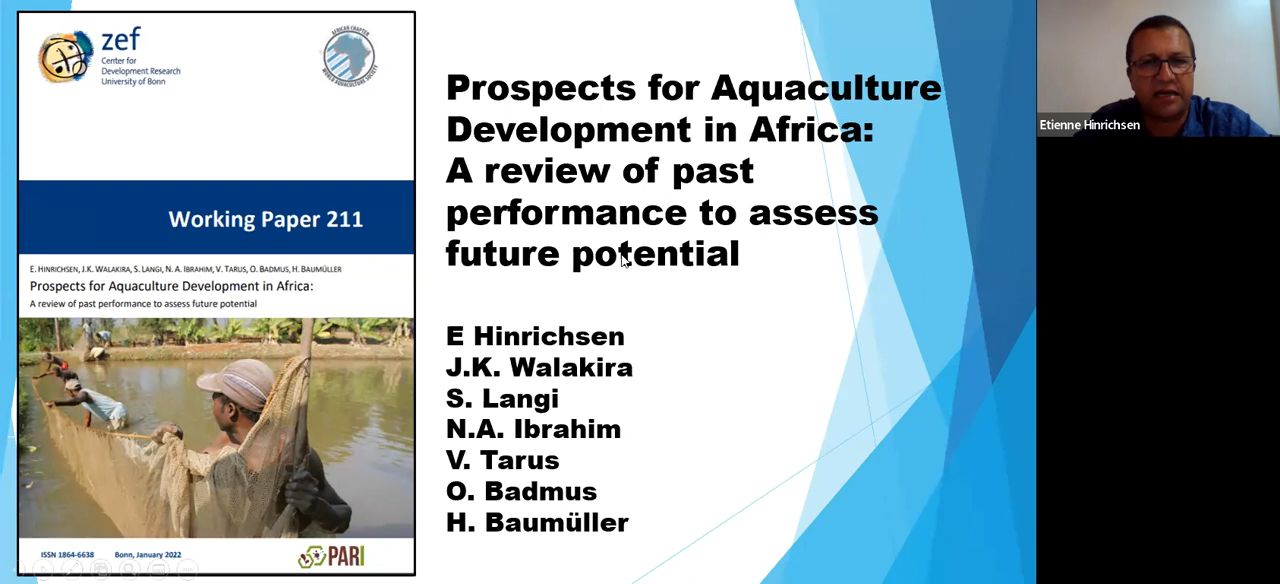 zef
Center for
Development Research
University of Bonn
AFRICAN CHAPTER
WORLD AQUACULTURE SOCIETY
Working Paper 211
E. HINRICHSEN, J.K. WALAKIRA, S. LANGI, N. A. IBRAHIM, V. TARUS, O. BADMUS, H. BAUMÜLLER
Prospects for Aquaculture Development in Africa:
A review of past performance to assess future potential
ISSN 1864-6638 Bonn, January 2022
PARI
Prospects for Aquaculture
Development in Africa:
A review of past
performance to assess
future potential
E Hinrichsen
J.K. Walakira
S. Langi
N.A. Ibrahim
V. Tarus
O. Badmus
H. Baumüller
Etienne Hinrichsen